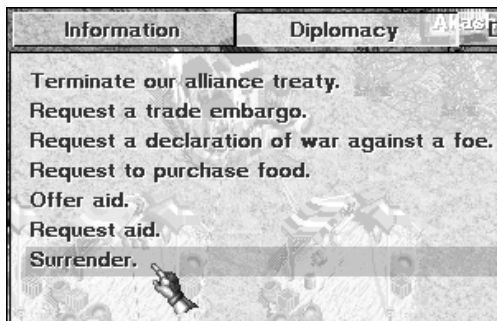 Information
Diplomacy
Terminate our alliance treaty.
Request a trade embargo.
Request a declaration of war against a foe.
Request to purchase food.
Offer aid.
Request aid.
Surrender.